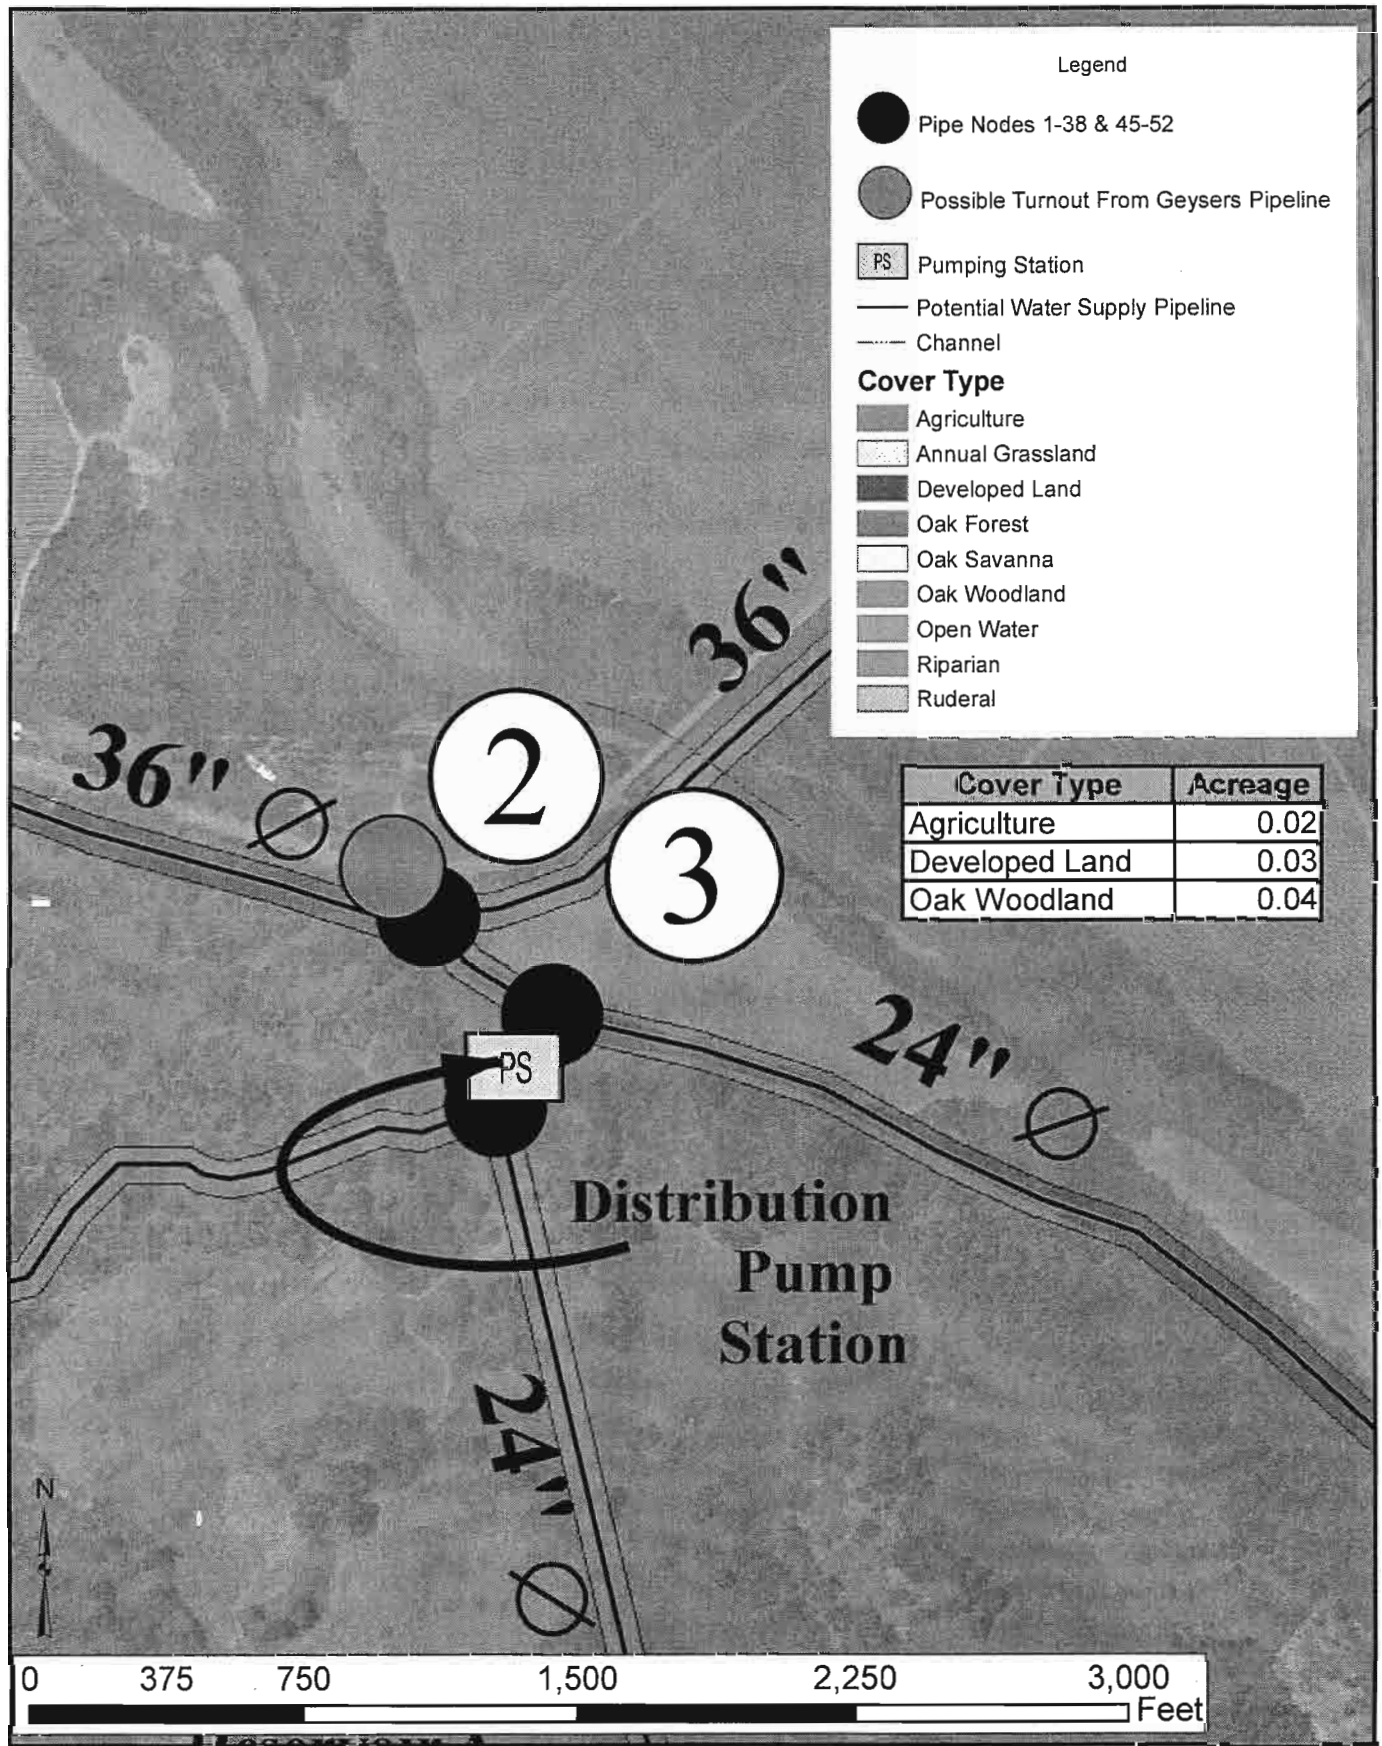 Legend
Pipe Nodes 1-38 & 45-52
Possible Turnout From Geysers Pipeline
PS Pumping Station
Potential Water Supply Pipeline
Channel
Cover Type
Agriculture
Annual Grassland
Developed Land
Oak Forest
Oak Savanna
Oak Woodland
Open Water
Riparian
Ruderal
36"
36" Ø
2
3
Cover Type Acreage
Agriculture 0.02
Developed Land 0.03
Oak Woodland 0.04
24" Ø
PS
Distribution
Pump
Station
24" Ø
N
0 375 750 1,500 2,250 3,000
Feet